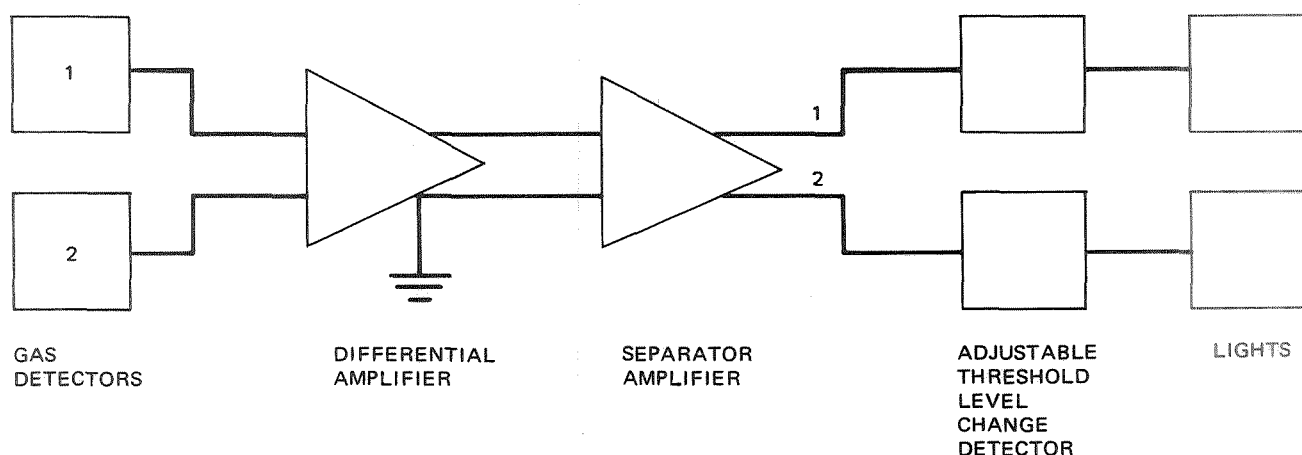 1
1
2
2
GAS
DETECTORS
DIFFERENTIAL
AMPLIFIER
SEPARATOR
AMPLIFIER
ADJUSTABLE
THRESHOLD
LEVEL
CHANGE
DETECTOR
LIGHTS